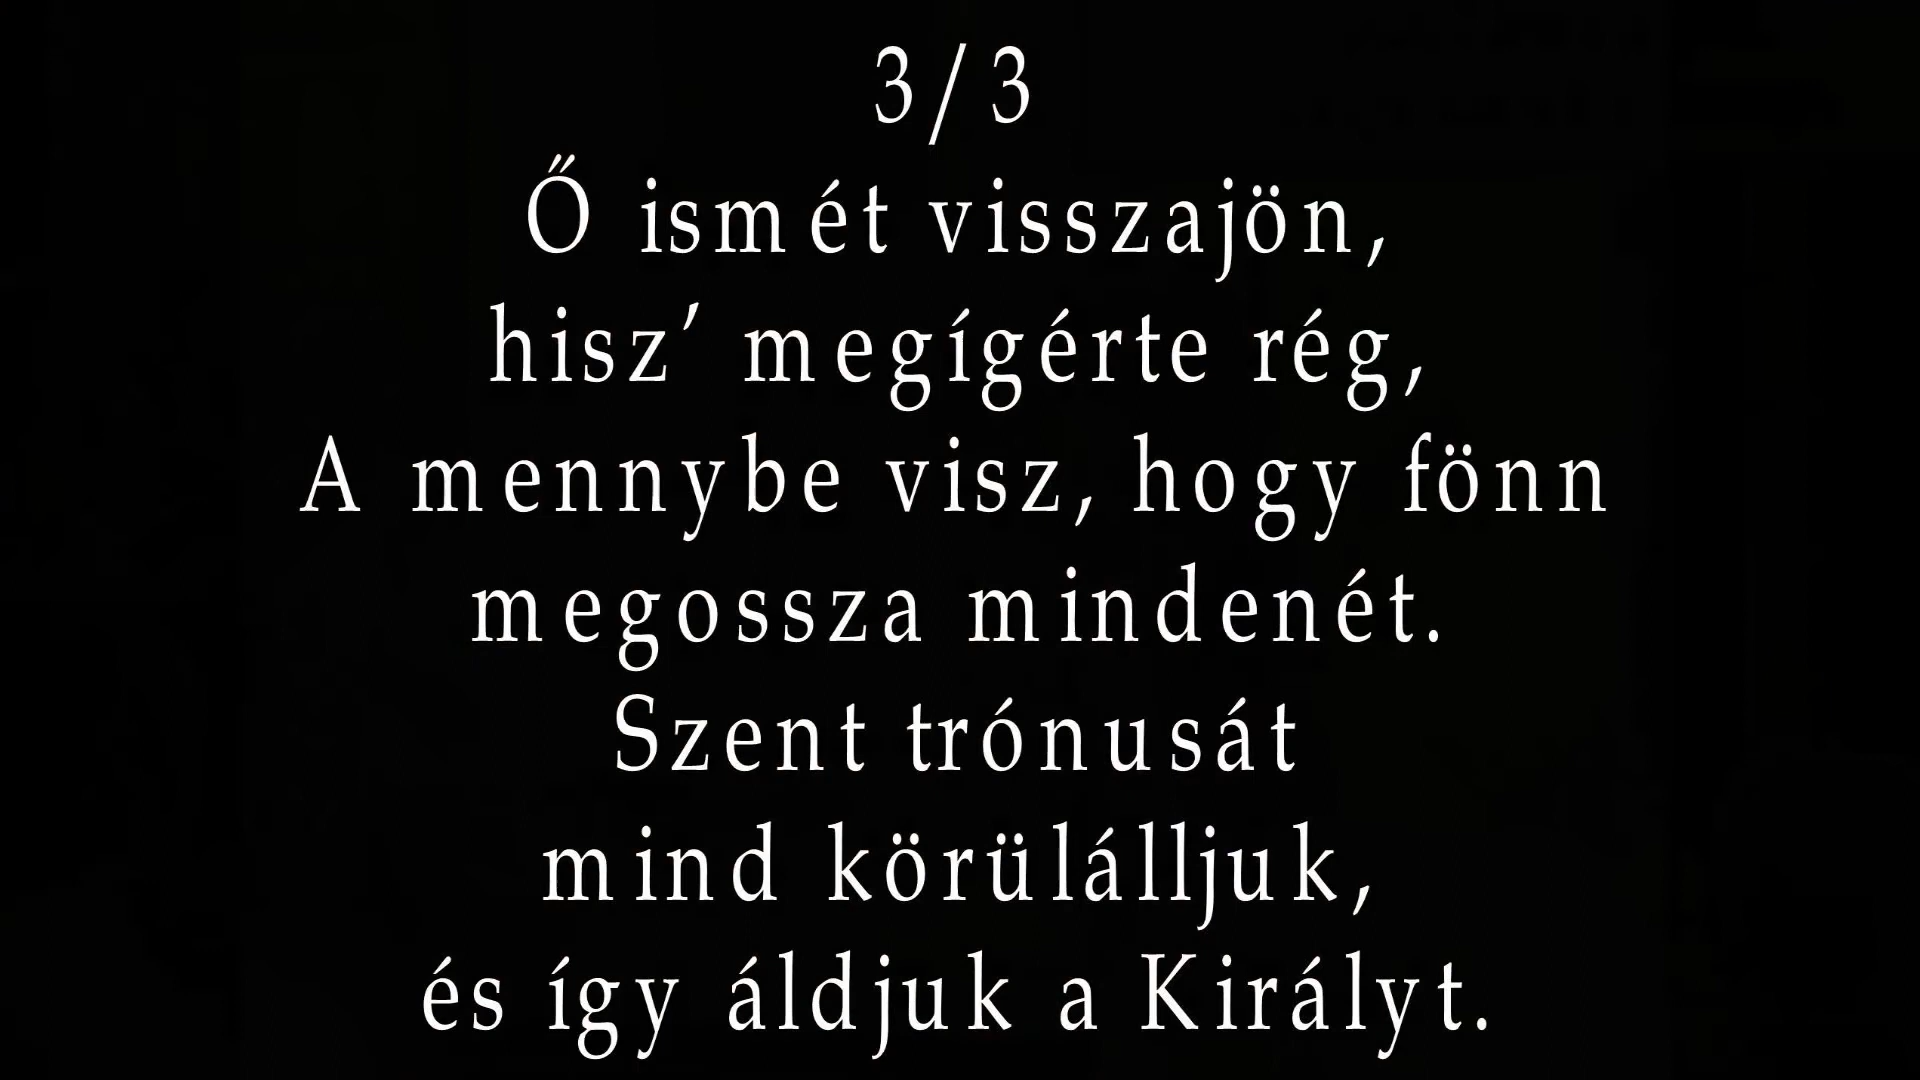 3/3
Ő ismét visszajön,
hisz’ megígérte rég,
A mennybe visz, hogy fönn
megossza mindenét.
Szent trónusát
mind körülálljuk,
és így áldjuk a Királyt.